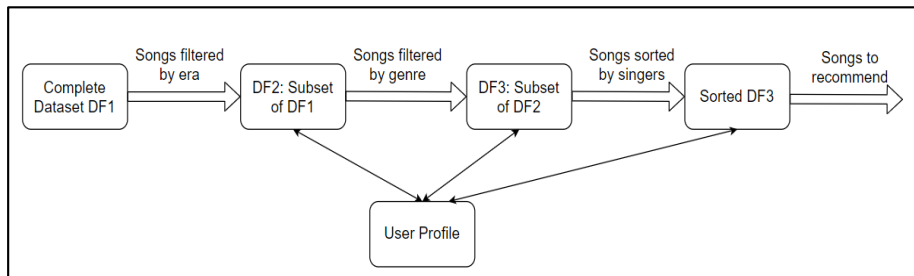 Songs filtered
by era
Songs filtered
by genre
Songs sorted
by singers
Songs to
recommend
Complete
Dataset DF1
DF2: Subset
of DF1
DF3: Subset
of DF2
Sorted DF3
User Profile